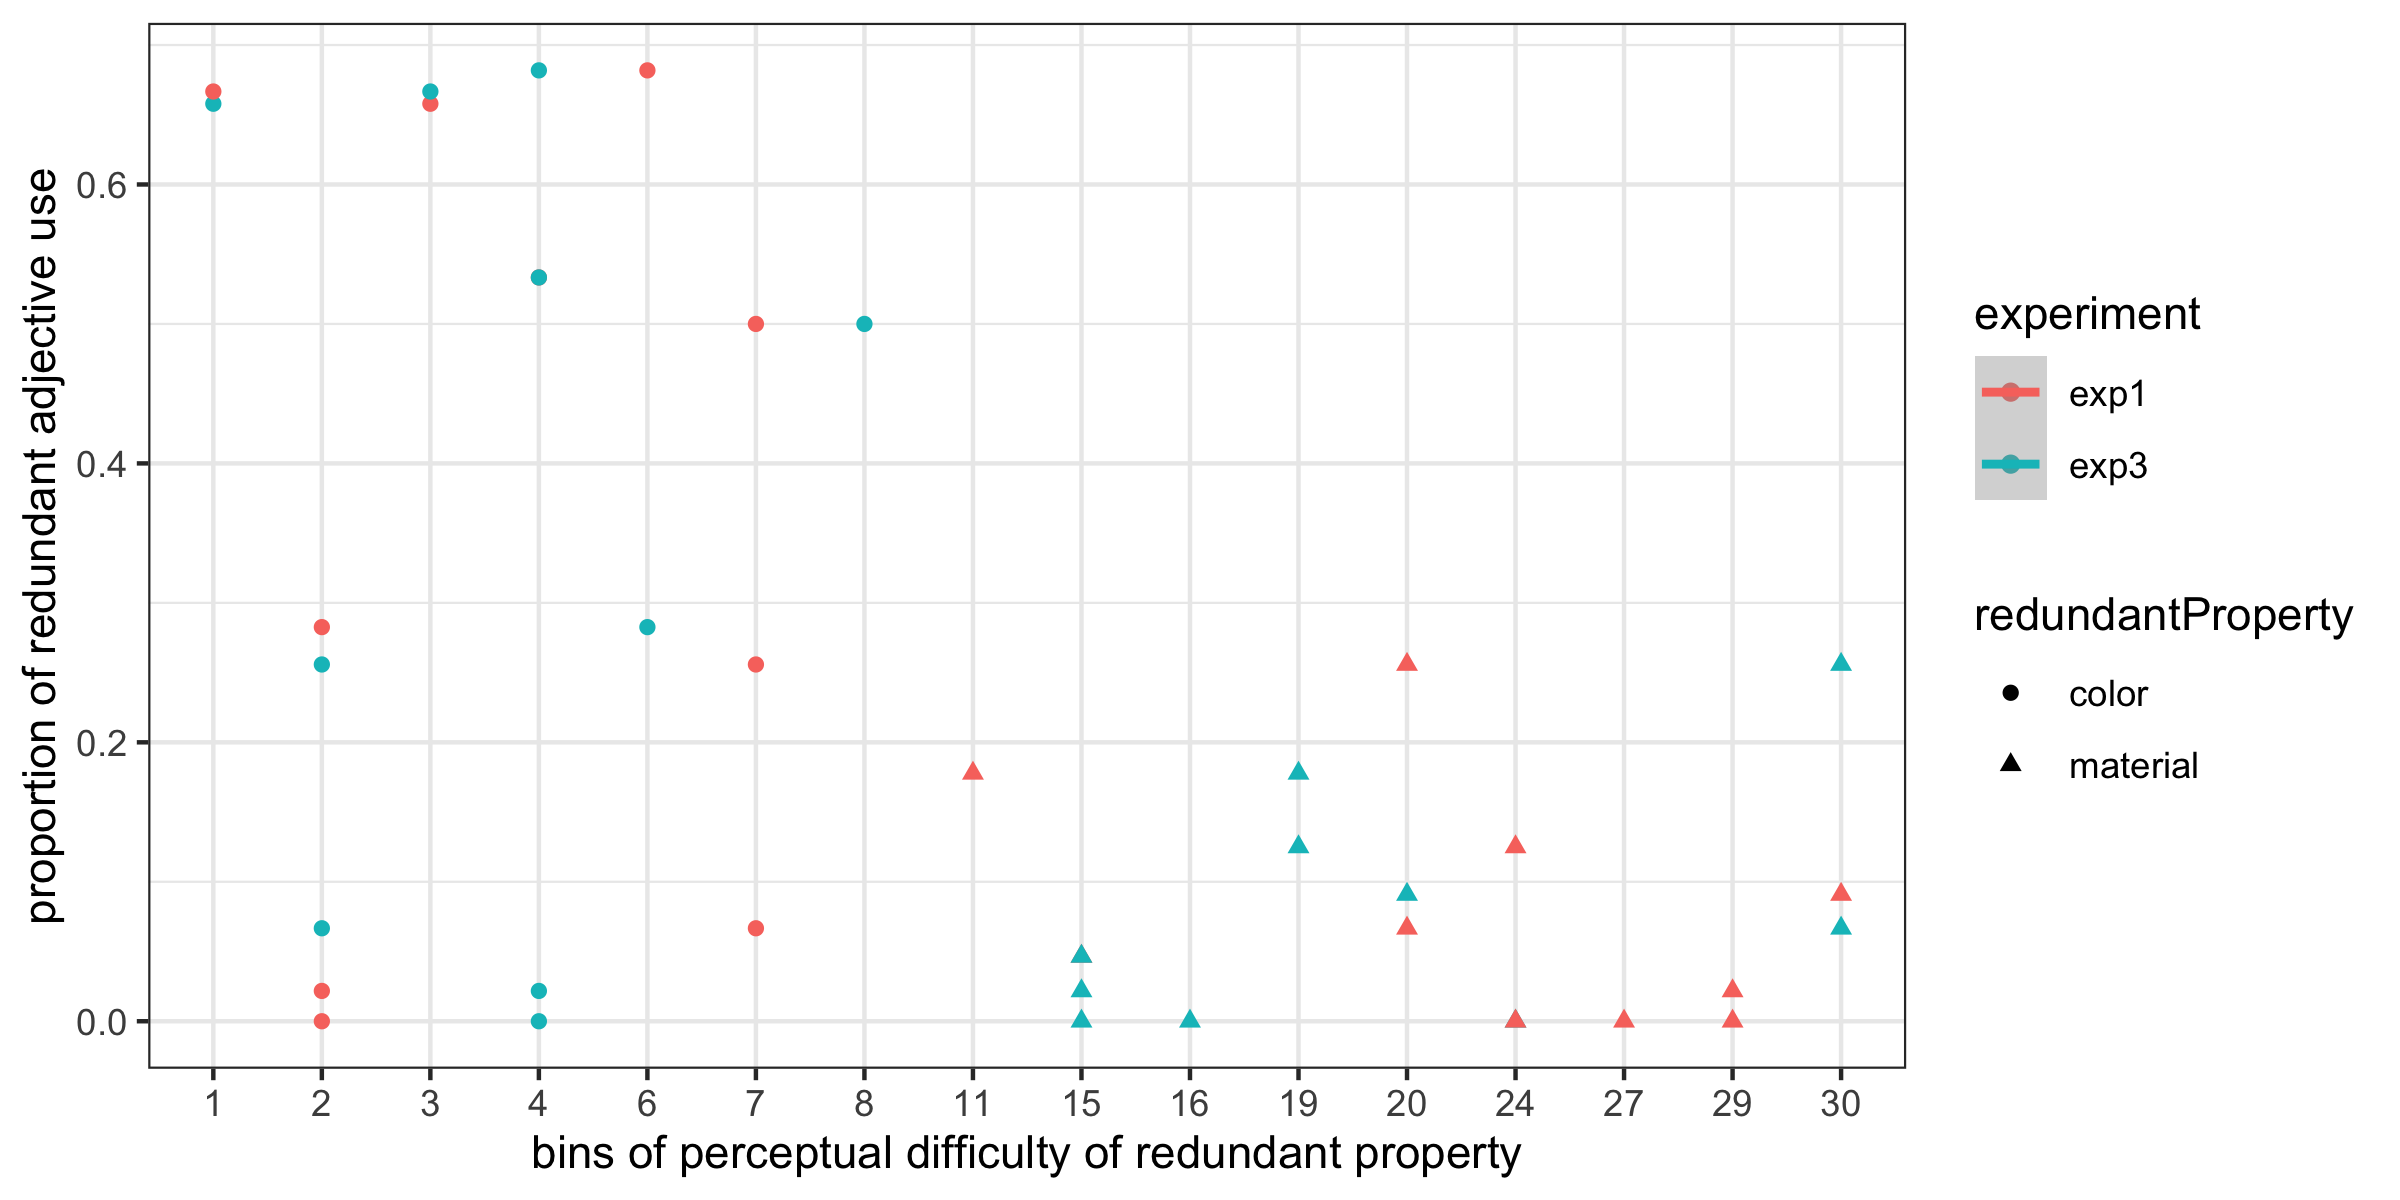 proportion of redundant adjective use
0.6
0.4
0.2
0.0
1 2 3 4 6 7 8 11 15 16 19 20 24 27 29 30
bins of perceptual difficulty of redundant property
experiment
exp1
exp3
redundantProperty
color
material